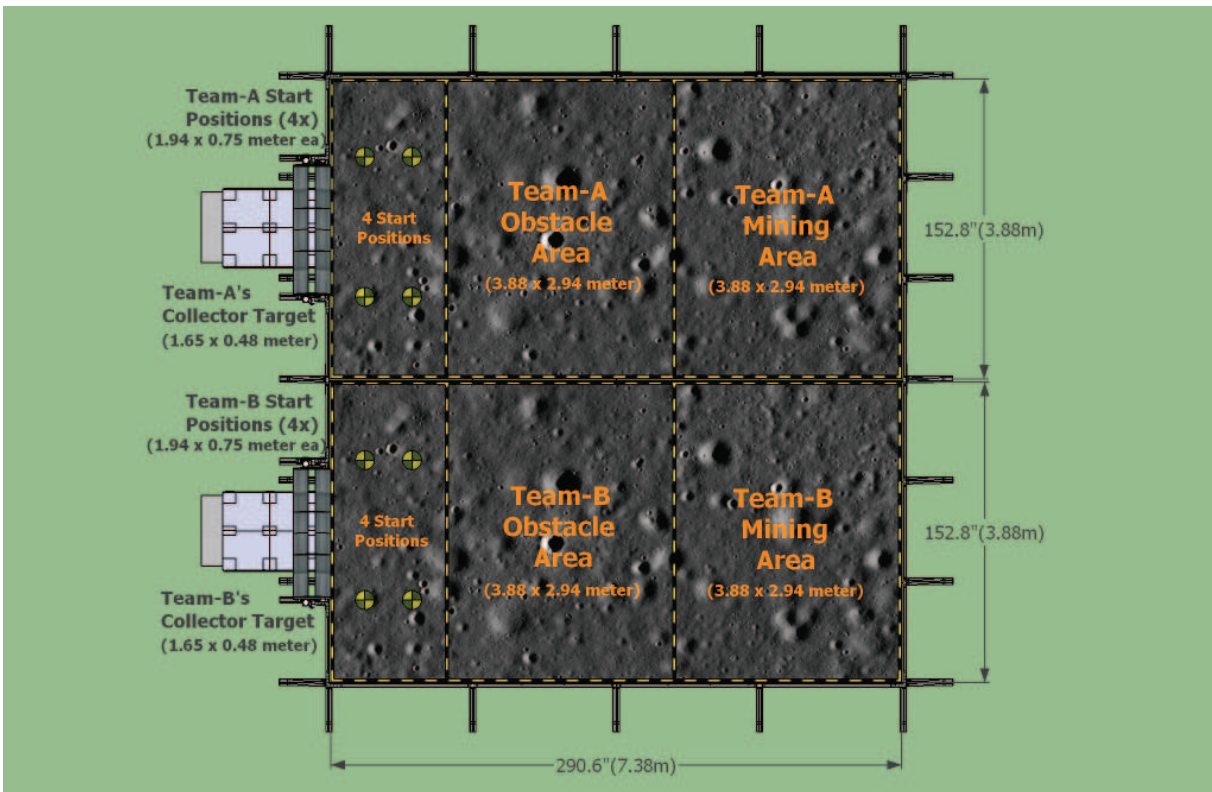 Team-A Start
Positions (4x)
(1.94 x 0.75 meter ea)
4 Start
Positions
Team-A
Obstacle
Area
(3.88 x 2.94 meter)
Team-A
Mining
Area
(3.88 x 2.94 meter)
152.8"(3.88m)
Team-A's
Collector Target
(1.65 x 0.48 meter)
Team-B Start
Positions (4x)
(1.94 x 0.75 meter ea)
4 Start
Positions
Team-B
Obstacle
Area
(3.88 x 2.94 meter)
Team-B
Mining
Area
(3.88 x 2.94 meter)
152.8"(3.88m)
Team-B's
Collector Target
(1.65 x 0.48 meter)
290.6"(7.38m)